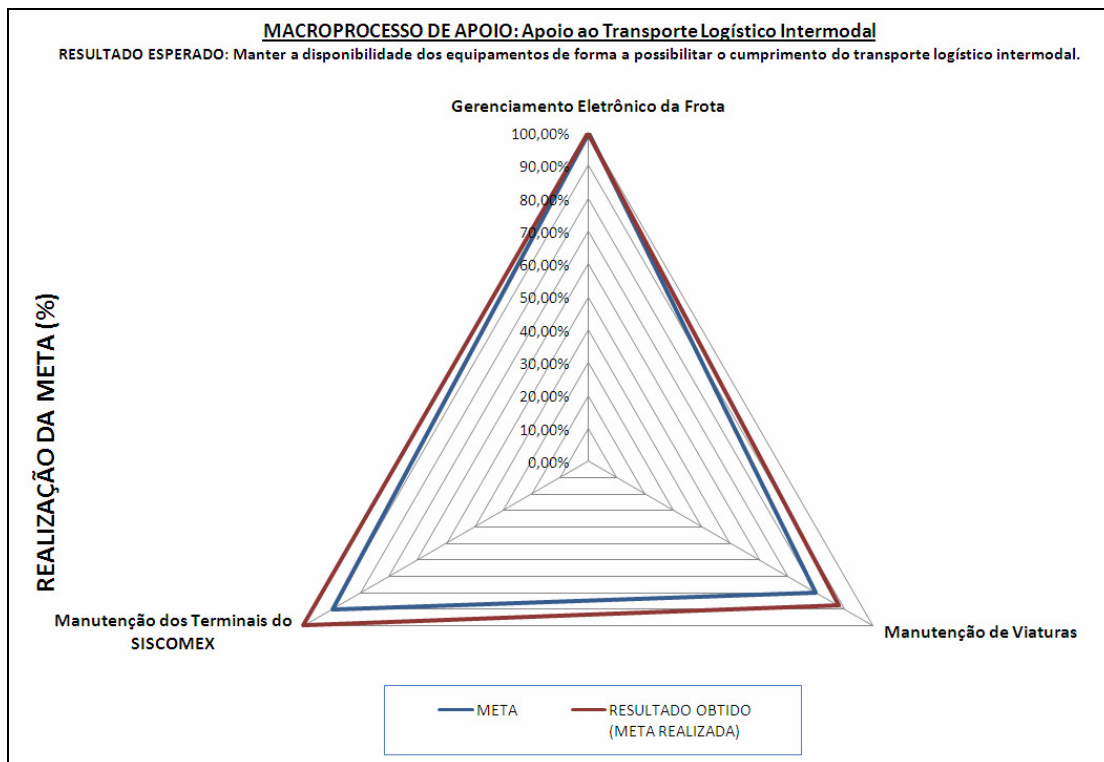 MACROPROCESSO DE APOIO: Apoio ao Transporte Logístico Intermodal
RESULTADO ESPERADO: Manter a disponibilidade dos equipamentos de forma a possibilitar o cumprimento do transporte logístico intermodal.
Gerenciamento Eletrônico da Frota
100,00%
90,00%
80,00%
70,00%
60,00%
50,00%
40,00%
30,00%
20,00%
10,00%
0,00%
REALIZAÇÃO DA META (%)
Manutenção dos Terminais do
SISCOMEX
Manutenção de Viaturas
META
RESULTADO OBTIDO
(META REALIZADA)